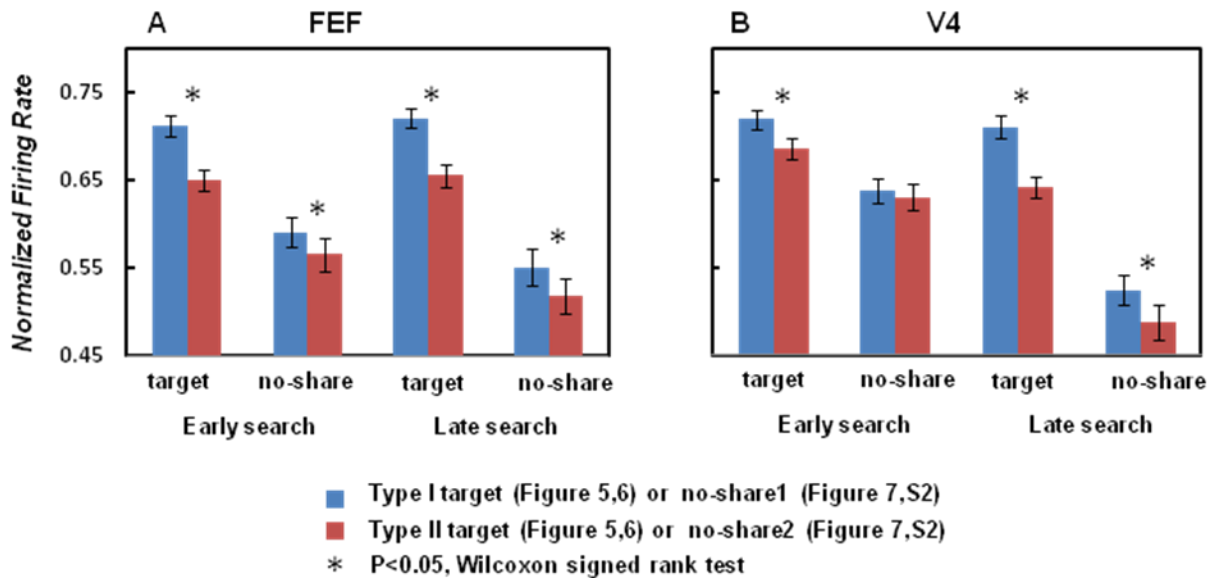 A FEF
B V4
Normalized Firing Rate
0.75
0.65
0.55
0.45
* * * *
* * *
target no-share target no-share
target no-share target no-share
Early search Late search
Early search Late search
Type I target (Figure 5,6) or no-share1 (Figure 7,S2)
Type II target (Figure 5,6) or no-share2 (Figure 7,S2)
* P<0.05, Wilcoxon signed rank test